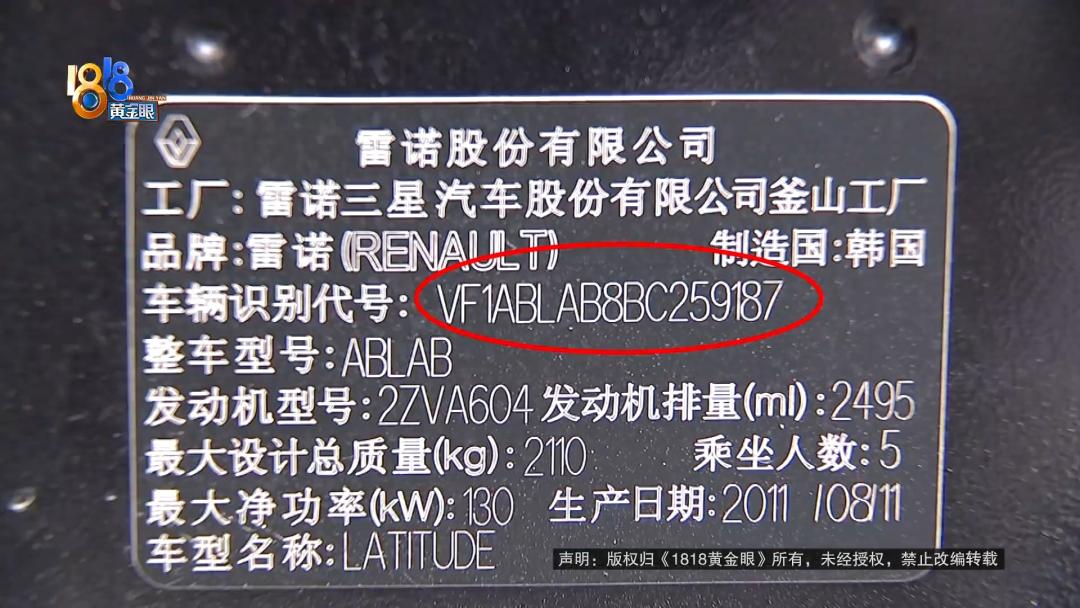 1818
HUANG JIN YAN
黄金眼
雷诺股份有限公司
工厂:雷诺三星汽车股份有限公司釜山工厂
品牌:雷诺(RENAULT) 制造国:韩国
车辆识别代号: VF1ABLAB8BC259187
整车型号:ABLAB
发动机型号:2ZVA604 发动机排量(ml):2495
最大设计总质量(kg):2110 乘坐人数:5
最大净功率(kW):130 生产日期:2011 /08/11
车型名称:LATITUDE
声明:版权归《1818黄金眼》所有,未经授权,禁止改编转载